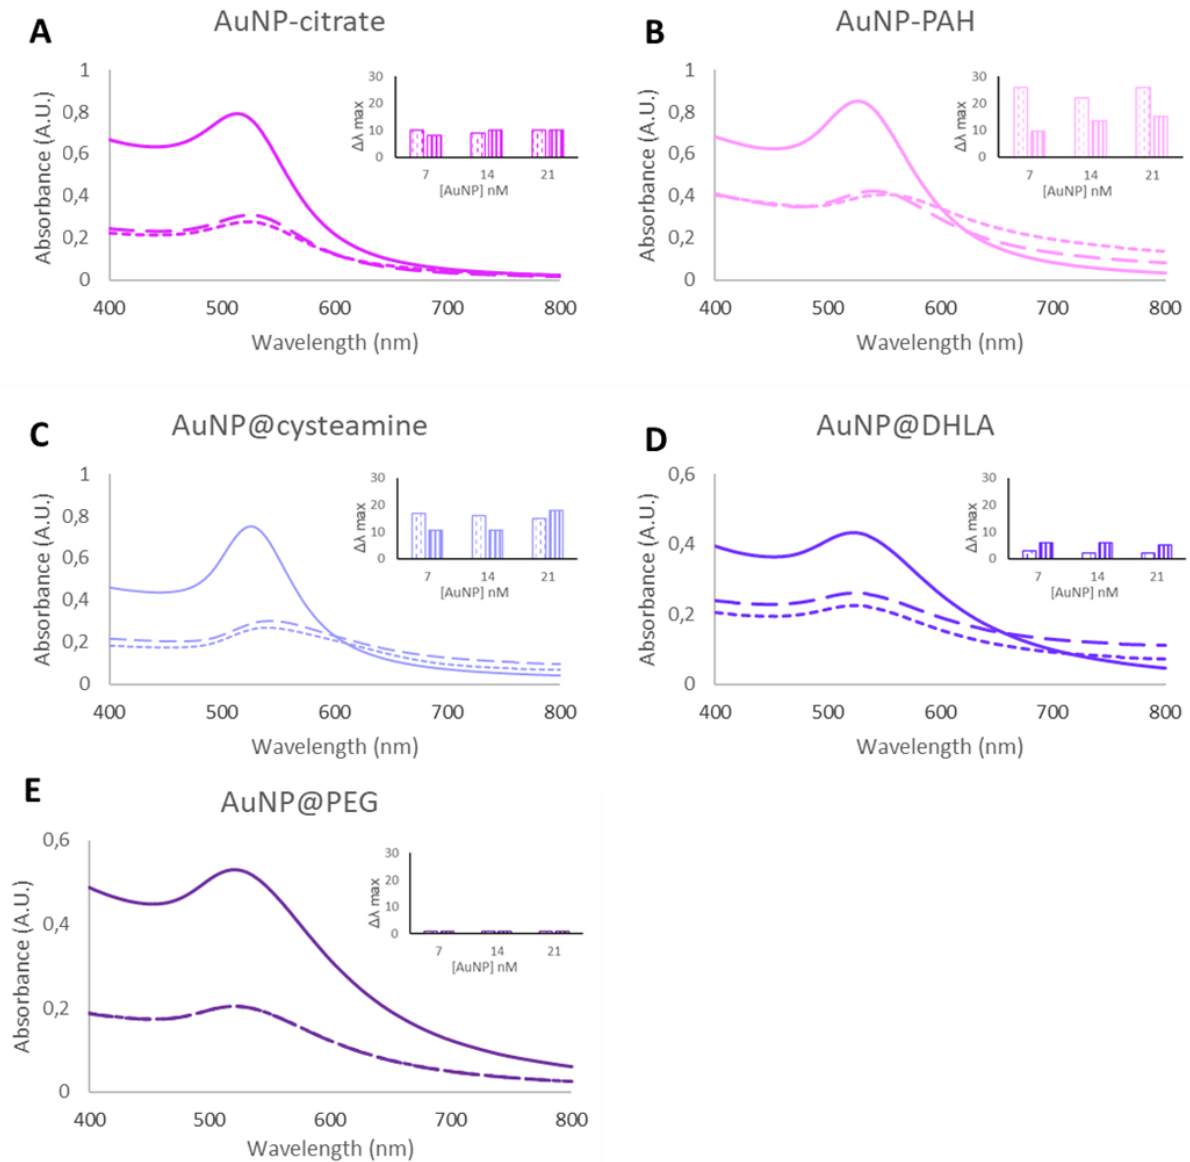 A
AuNP-citrate
Absorbance (A.U.)
1
0,8
0,6
0,4
0,2
0
400 500 600 700 800
Wavelength (nm)
Δλ max
30
20
10
0
7 14 21
[AuNP] nM
B
AuNP-PAH
Absorbance (A.U.)
1
0,8
0,6
0,4
0,2
0
400 500 600 700 800
Wavelength (nm)
Δλ max
30
20
10
0
7 14 21
[AuNP] nM
C
AuNP@cysteamine
Absorbance (A.U.)
1
0,8
0,6
0,4
0,2
0
400 500 600 700 800
Wavelength (nm)
Δλ max
30
20
10
0
7 14 21
[AuNP] nM
D
AuNP@DHLA
Absorbance (A.U.)
0,6
0,4
0,2
0
400 500 600 700 800
Wavelength (nm)
Δλ max
30
20
10
0
7 14 21
[AuNP] nM
E
AuNP@PEG
Absorbance (A.U.)
0,6
0,4
0,2
0
400 500 600 700 800
Wavelength (nm)
Δλ max
30
20
10
0
7 14 21
[AuNP] nM